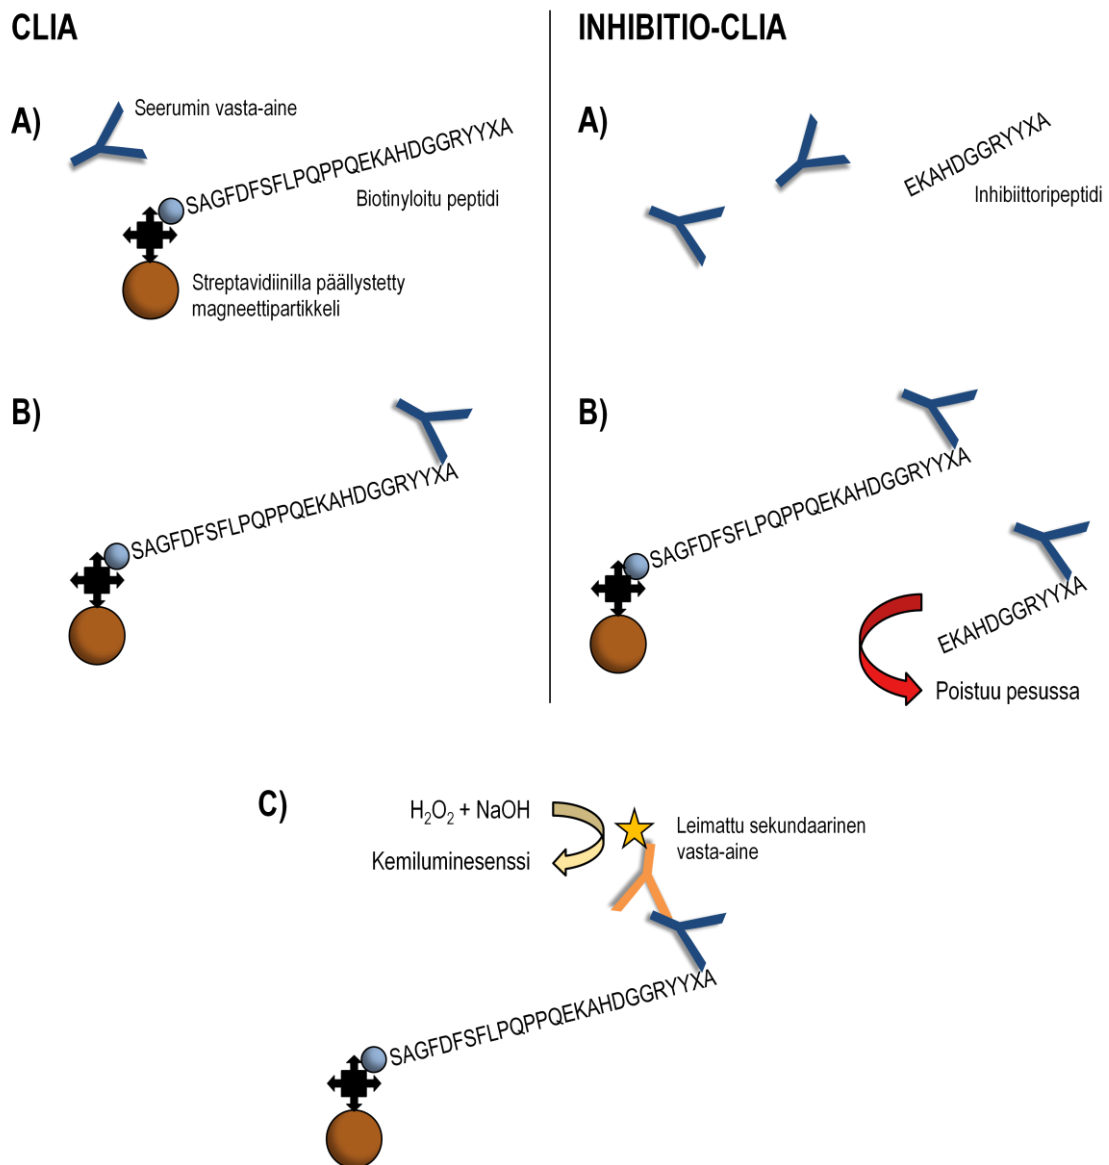 CLIA
A)
Seerumin vasta-aine
SAGFDFSFLPQPPQEKAHDGGRYYXA
Biotinyloitu peptidi
Streptavidiinilla päällystetty
magneettipartikkeli
B)
SAGFDFSFLPQPPQEKAHDGGRYYXA
INHIBITIO-CLIA
A)
EKAHDGGRYYXA
Inhibiittoripeptidi
B)
SAGFDFSFLPQPPQEKAHDGGRYYXA
EKAHDGGRYYXA
Poistuu pesussa
C)
H₂O₂ + NaOH
Kemiluminesenssi
Leimattu sekundaarinen
vasta-aine
SAGFDFSFLPQPPQEKAHDGGRYYXA